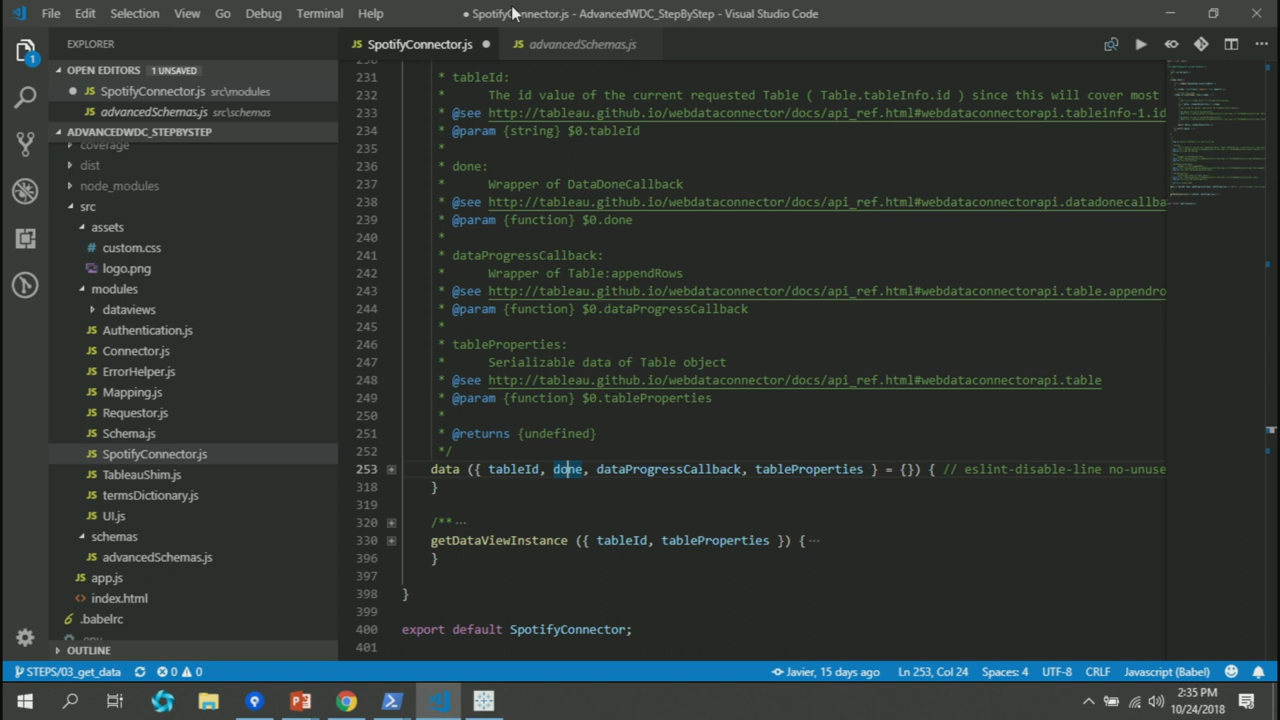 File Edit Selection View Go Debug Terminal Help
● SpotifyConnector.js - AdvancedWDC_StepByStep - Visual Studio Code
EXPLORER
OPEN EDITORS 1 UNSAVED
JS SpotifyConnector.js src\modules
JS advancedSchemas.js src\schemas
ADVANCEDWDC_STEPBYSTEP
coverage
dist
node_modules
src
assets
# custom.css
logo.png
modules
dataviews
JS Authentication.js
JS Connector.js
JS ErrorHelper.js
JS Mapping.js
JS Requestor.js
JS Schema.js
JS SpotifyConnector.js
JS TableauShim.js
JS termsDictionary.js
JS UI.js
schemas
JS advancedSchemas.js
JS app.js
<> index.html
.babelrc
.env
OUTLINE
JS SpotifyConnector.js ● JS advancedSchemas.js
230
231 * tableId:
232 * The id value of the current requested Table ( Table.tableInfo.id ) since this will cover most
233 * @see http://tableau.github.io/webdataconnector/docs/api_ref.html#webdataconnectorapi.tableinfo-1.id
234 * @param {string} $0.tableId
235 *
236 * done:
237 * Wrapper of DataDoneCallback
238 * @see http://tableau.github.io/webdataconnector/docs/api_ref.html#webdataconnectorapi.datadonecallba
239 * @param {function} $0.done
240 *
241 * dataProgressCallback:
242 * Wrapper of Table:appendRows
243 * @see http://tableau.github.io/webdataconnector/docs/api_ref.html#webdataconnectorapi.table.appendro
244 * @param {function} $0.dataProgressCallback
245 *
246 * tableProperties:
247 * Serializable data of Table object
248 * @see http://tableau.github.io/webdataconnector/docs/api_ref.html#webdataconnectorapi.table
249 * @param {function} $0.tableProperties
250 *
251 * @returns {undefined}
252 */
253 data ({ tableId, done, dataProgressCallback, tableProperties } = {}) { // eslint-disable-line no-unuse
318 }
319
320 /** ···
330 getDataViewInstance ({ tableId, tableProperties }) { ···
396 }
397
398 }
399
400 export default SpotifyConnector;
401
STEPS/03_get_data 0 0 Javier, 15 days ago Ln 253, Col 24 Spaces: 4 UTF-8 CRLF Javascript (Babel)
2:35 PM
10/24/2018